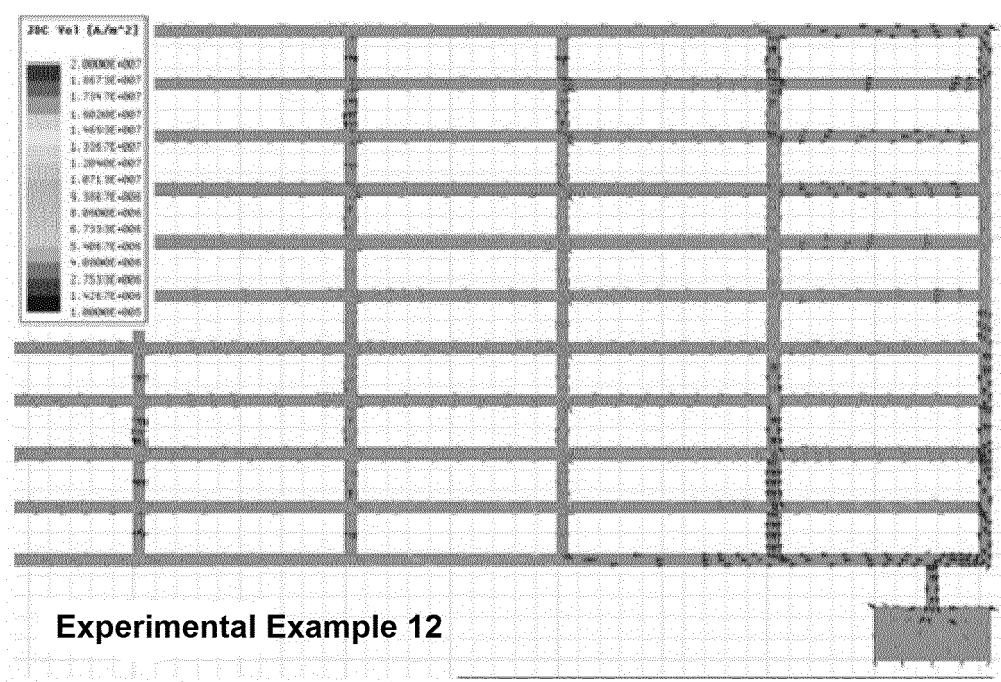 JDC Vol [A/m^2]
2.0000E+007
1.8673E+007
1.7347E+007
1.6020E+007
1.4693E+007
1.3367E+007
1.2040E+007
1.0713E+007
9.3867E+006
8.0600E+006
6.7333E+006
5.4067E+006
4.0800E+006
2.7533E+006
1.4267E+006
1.0000E+005
Experimental Example 12